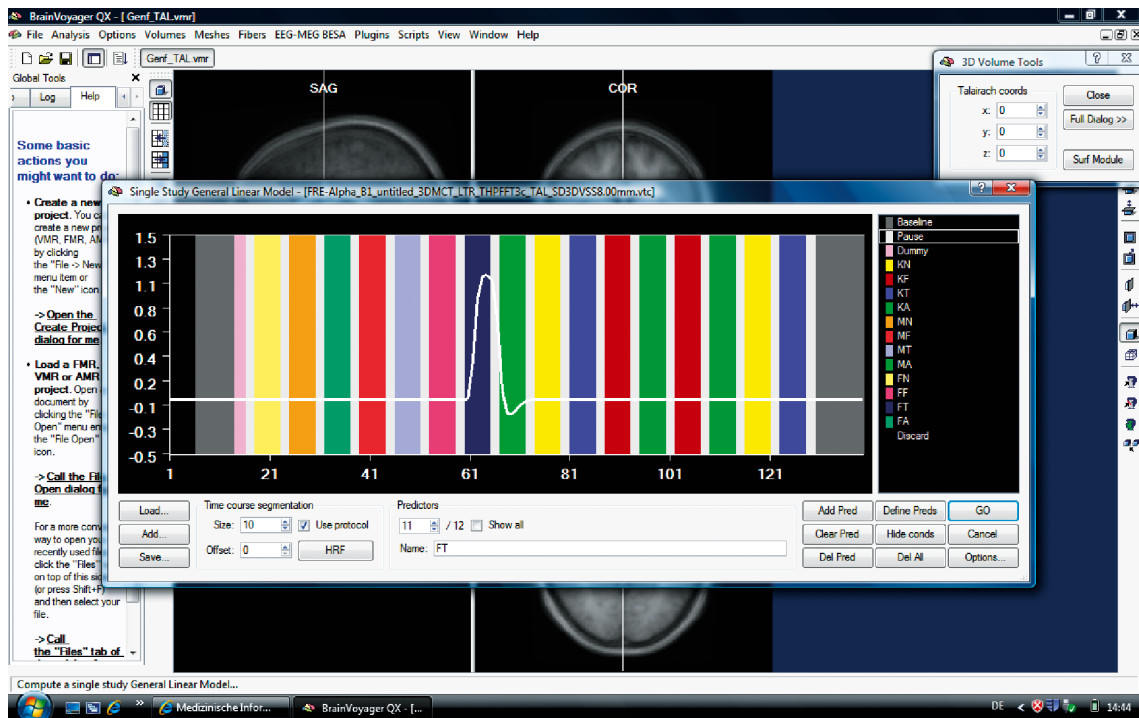 BrainVoyager QX - [ Genf_TAL.vmr]
File Analysis Options Volumes Meshes Fibers EEG-MEG BESA Plugins Scripts View Window Help
Genf_TAL.vmr
Global Tools
Log Help
Some basic
actions you
might want to do:
• Create a new
project. You ca
create a new pr
(VMR, FMR, AM
by clicking
the "File -> New
menu item or
the "New" icon.
-> Open the
Create Projec
dialog for me
• Load a FMR,
VMR or AMR
project. Open a
document by
clicking the "File
Open" menu en
the "File Open"
icon.
-> Call the Fil
Open dialog f
me.
For a more conv
way to open you
recently used file
click the "Files"
on top of this sid
(or press Shift+F)
and then select your
file.
-> Call
the "Files" tab of
SAG
COR
3D Volume Tools
Talairach coords
x: 0
y: 0
z: 0
Close
Full Dialog >>
Surf Module
Single Study General Linear Model - [FRE-Alpha_B1_untitled_3DMCT_LTR_THPFFT3c_TAL_SD3DVSS8.00mm.vtc]
1.5
1.3
1.1
0.8
0.6
0.4
0.2
-0.1
-0.3
-0.5
1 21 41 61 81 101 121
Baseline
Pause
Dummy
KN
KF
KT
KA
MN
MF
MT
MA
FN
FF
FT
FA
Discard
Load...
Add...
Save...
Time course segmentation
Size: 10 Use protocol
Offset: 0 HRF
Predictors
11 / 12 Show all
Name: FT
Add Pred Define Preds GO
Clear Pred Hide conds Cancel
Del Pred Del All Options...
Compute a single study General Linear Model...
Medizinische Infor...
BrainVoyager QX - [...
DE
14:44